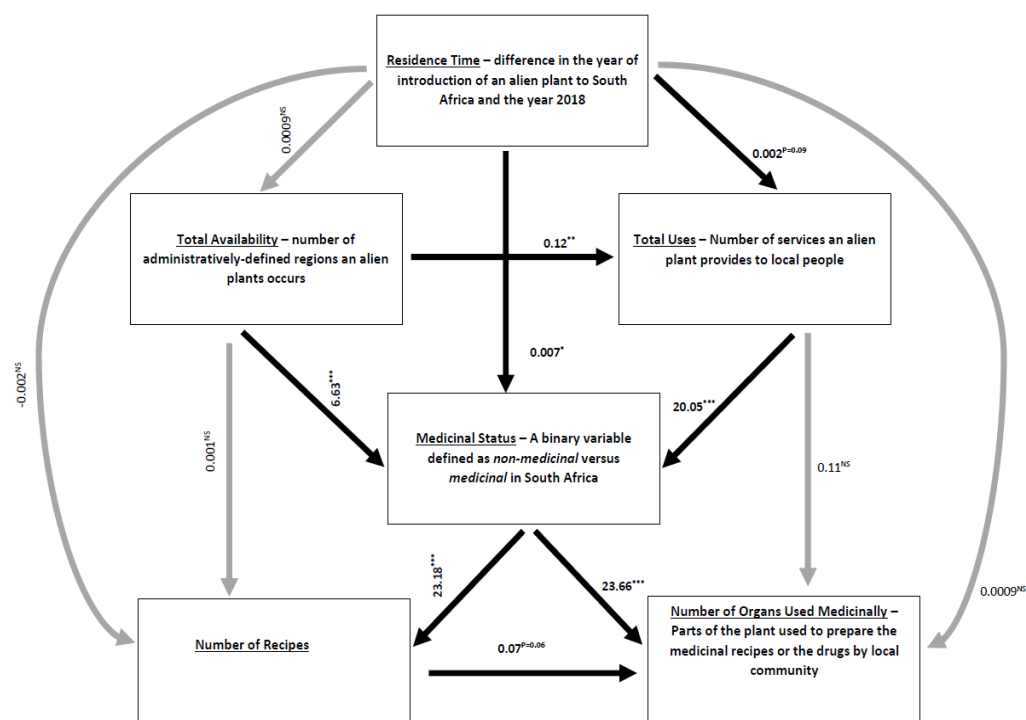 Residence Time – difference in the year of
introduction of an alien plant to South
Africa and the year 2018
0.0009NS
0.002P=0.09
Total Availability – number of
administratively-defined regions an alien
plants occurs
0.12**
Total Uses – Number of services an alien
plant provides to local people
-0.002NS
6.63***
0.007*
20.05***
0.001NS
Medicinal Status – A binary variable
defined as non-medicinal versus
medicinal in South Africa
0.11NS
23.18***
23.66***
0.0009NS
Number of Recipes
0.07P=0.06
Number of Organs Used Medicinally –
Parts of the plant used to prepare the
medicinal recipes or the drugs by local
community